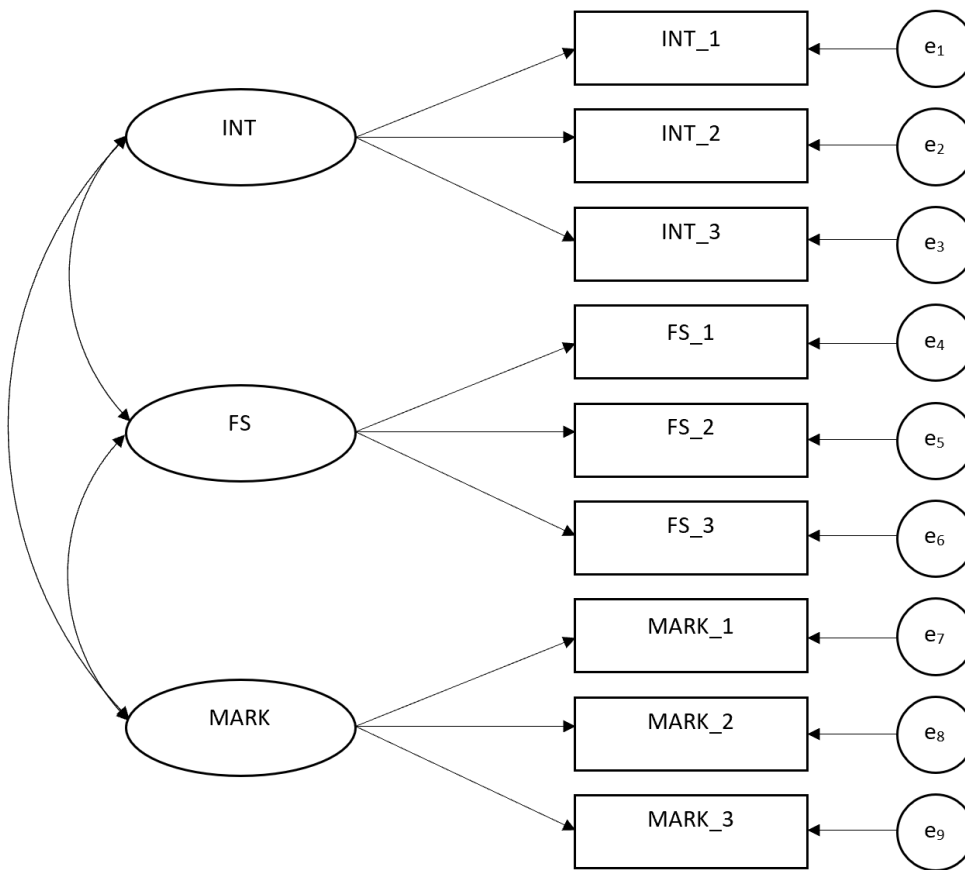 INT_1
e₁
INT
INT_2
e₂
INT_3
e₃
FS_1
e₄
FS
FS_2
e₅
FS_3
e₆
MARK_1
e₇
MARK
MARK_2
e₈
MARK_3
e₉